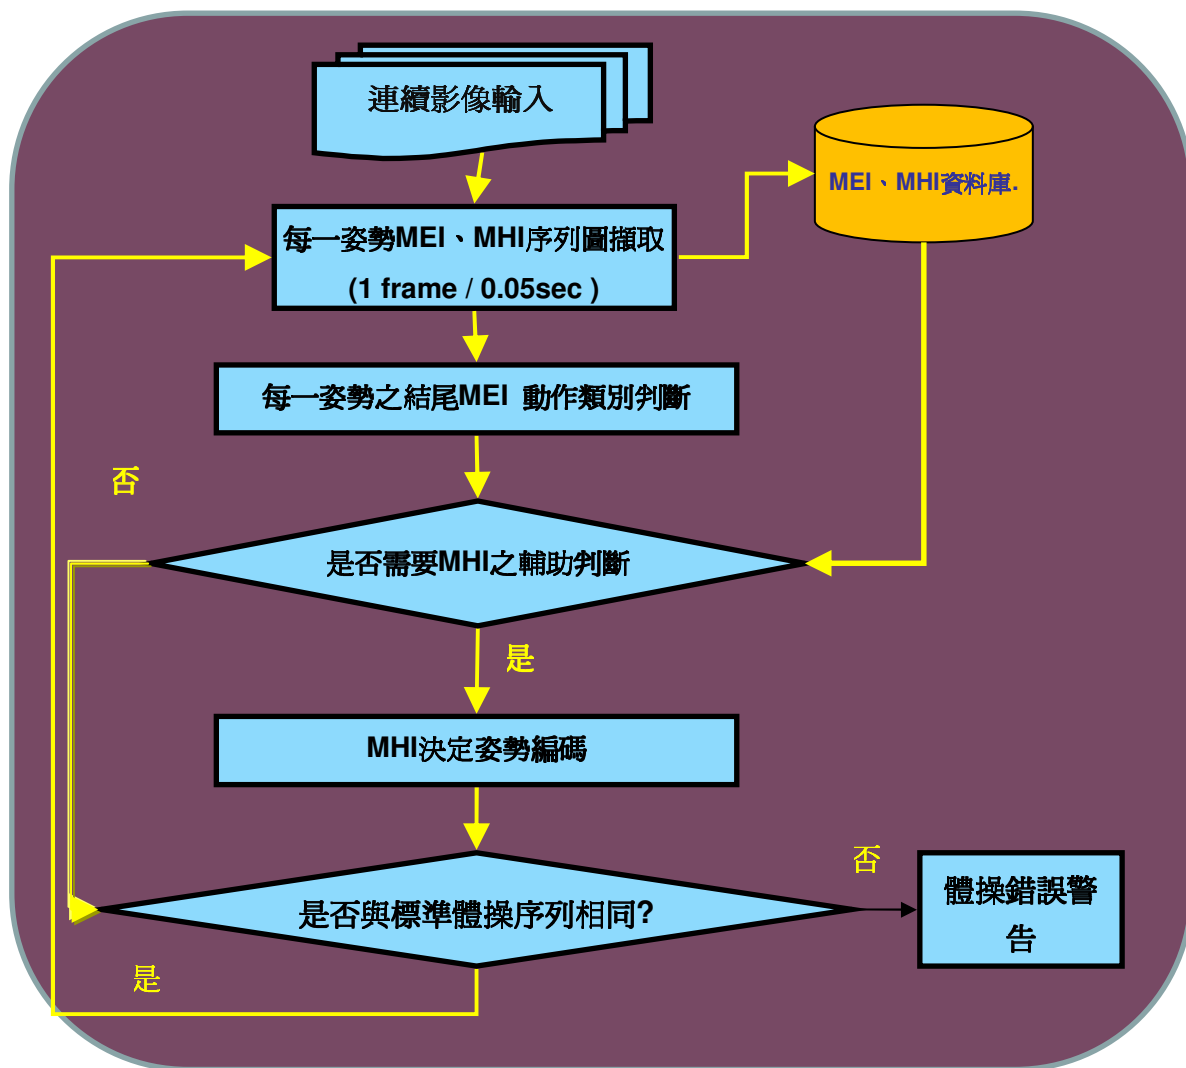 連續影像輸入
MEI、MHI資料庫.
每一姿勢MEI、MHI序列圖擷取
(1 frame / 0.05sec )
每一姿勢之結尾MEI 動作類別判斷
否
是否需要MHI之輔助判斷
是
MHI決定姿勢編碼
否
是否與標準體操序列相同?
體操錯誤警
告
是